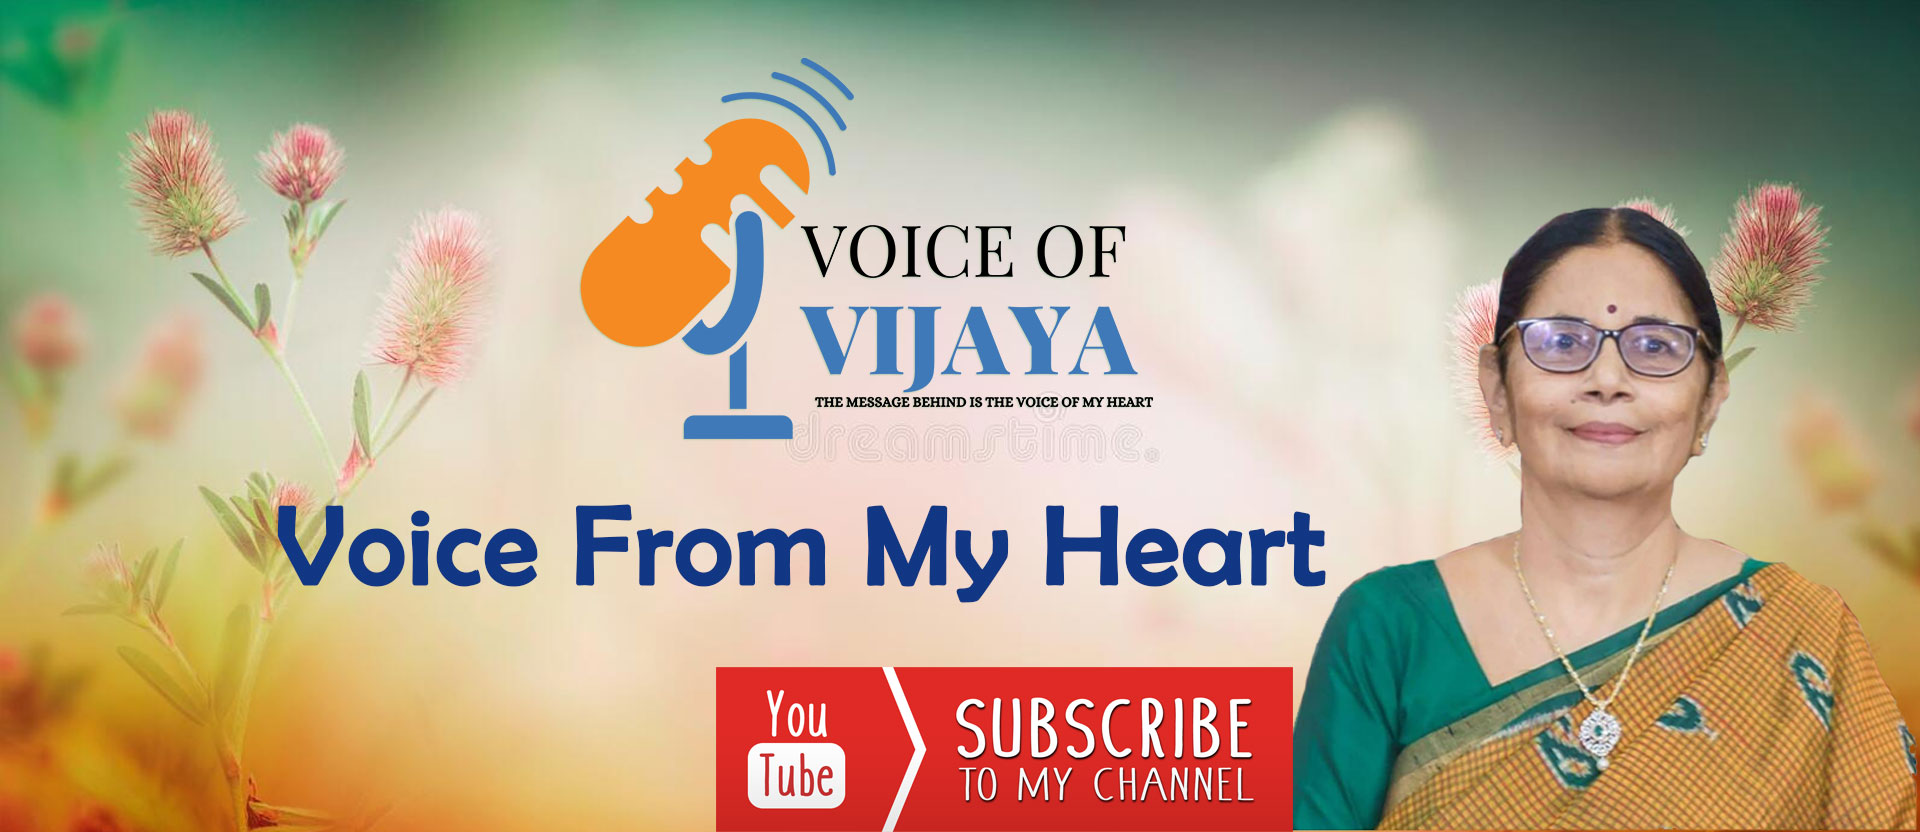 VOICE OF
VIJAYA
THE MESSAGE BEHIND IS THE VOICE OF MY HEART
dreamstime.
Voice From My Heart
You
Tube
SUBSCRIBE
TO MY CHANNEL